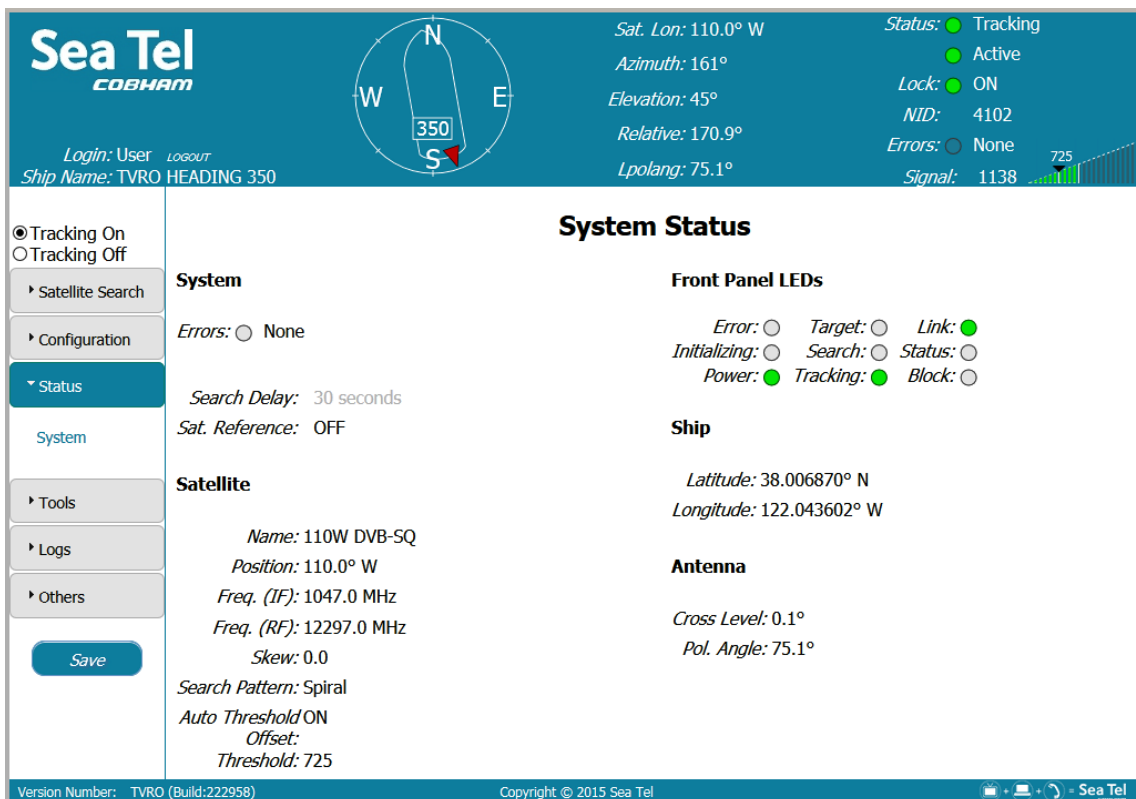 Sea Tel
COBHAM
Login: User LOGOUT
Ship Name: TVRO HEADING 350
N
W
E
350
S
Sat. Lon: 110.0° W
Azimuth: 161°
Elevation: 45°
Relative: 170.9°
Lpolang: 75.1°
Status: Tracking
Active
Lock: ON
NID: 4102
Errors: None
725
Signal: 1138
Tracking On
Tracking Off
Satellite Search
Configuration
Status
System
Tools
Logs
Others
Save
System Status
System
Errors: None
Search Delay: 30 seconds
Sat. Reference: OFF
Satellite
Name: 110W DVB-SQ
Position: 110.0° W
Freq. (IF): 1047.0 MHz
Freq. (RF): 12297.0 MHz
Skew: 0.0
Search Pattern: Spiral
Auto Threshold ON
Offset:
Threshold: 725
Front Panel LEDs
Error: Target: Link:
Initializing: Search: Status:
Power: Tracking: Block:
Ship
Latitude: 38.006870° N
Longitude: 122.043602° W
Antenna
Cross Level: 0.1°
Pol. Angle: 75.1°
Version Number: TVRO (Build:222958)
Copyright © 2015 Sea Tel
+ + = Sea Tel